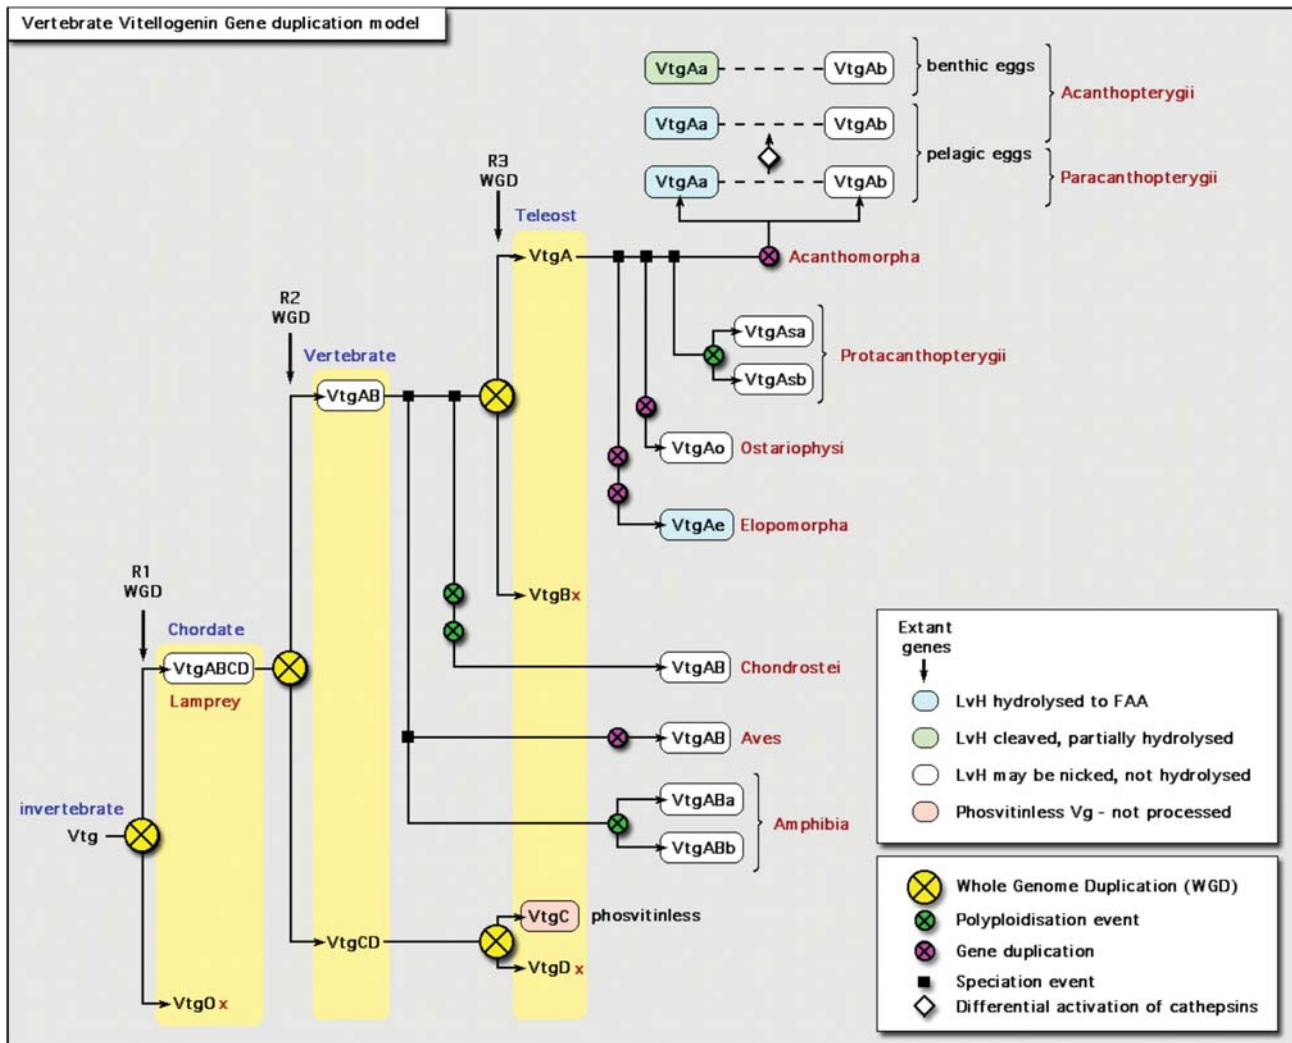 Vertebrate Vitellogenin Gene duplication model
VtgAa
VtgAb
benthic eggs
Acanthopterygii
VtgAa
VtgAb
pelagic eggs
VtgAa
VtgAb
Paracanthopterygii
R3
WGD
Teleost
VtgA
Acanthomorpha
R2
WGD
Vertebrate
VtgAB
VtgAsa
VtgAsb
Protacanthopterygii
VtgAo
Ostariophysi
VtgAe
Elopomorpha
R1
WGD
VtgB x
Chordate
VtgABCD
Lamprey
VtgAB
Chondrostei
VtgAB
Aves
invertebrate
Vtg
VtgABa
VtgABb
Amphibia
VtgC
phosvitinless
VtgCD
VtgD x
VtgO x
Extant
genes
LvH hydrolysed to FAA
LvH cleaved, partially hydrolysed
LvH may be nicked, not hydrolysed
Phosvitinless Vg - not processed
Whole Genome Duplication (WGD)
Polyploidisation event
Gene duplication
Speciation event
Differential activation of cathepsins